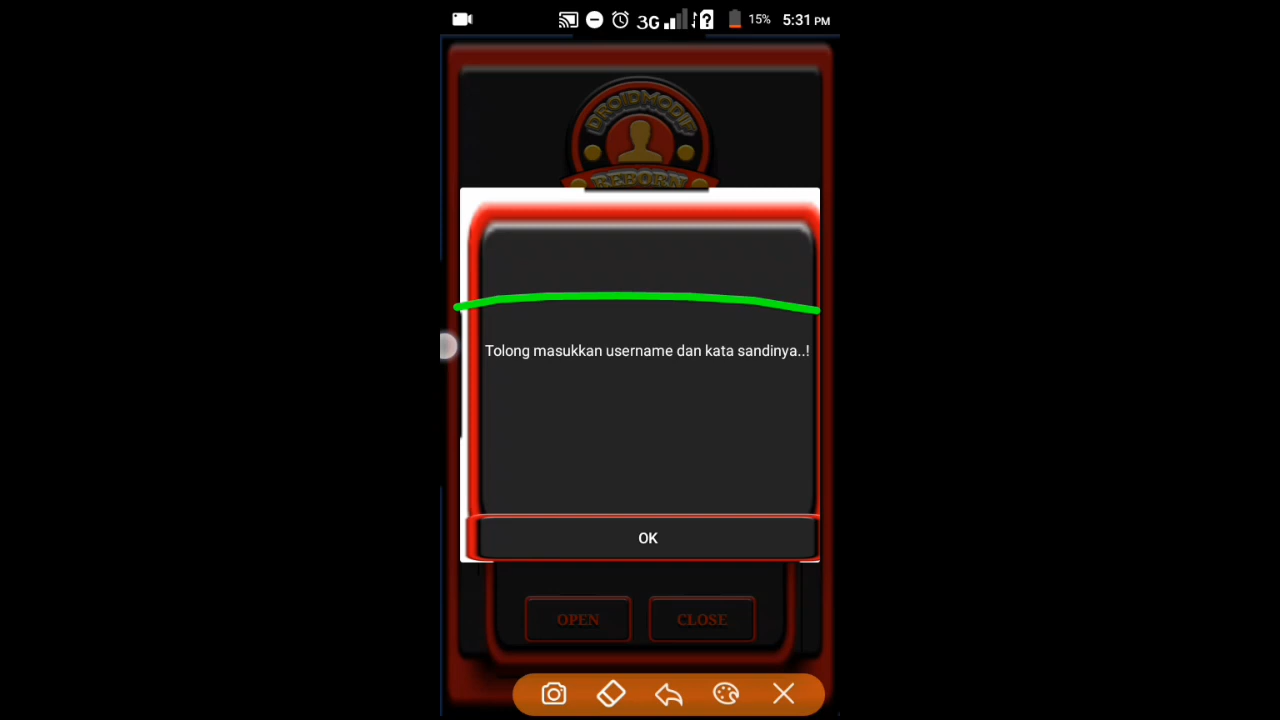 3G
15%
5:31 PM
DROIDMODIF
REBORN
Tolong masukkan username dan kata sandinya..!
OK
OPEN
CLOSE